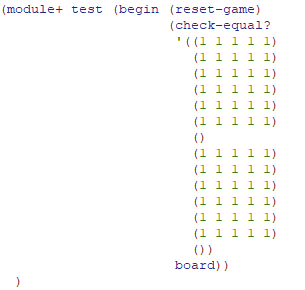 (module+ test (begin (reset-game)
(check-equal?
'((1 1 1 1 1)
(1 1 1 1 1)
(1 1 1 1 1)
(1 1 1 1 1)
(1 1 1 1 1)
(1 1 1 1 1)
()
(1 1 1 1 1)
(1 1 1 1 1)
(1 1 1 1 1)
(1 1 1 1 1)
(1 1 1 1 1)
(1 1 1 1 1)
())
board))
)